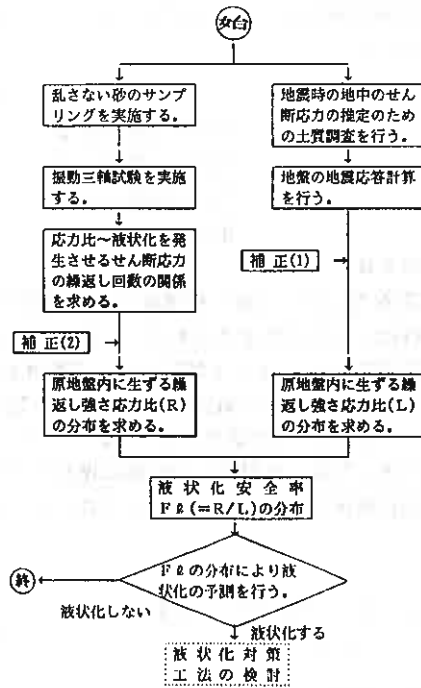 始
乱さない砂のサンプ
リングを実施する。
振動三軸試験を実施
する。
応力比～液状化を発
生させるせん断応力
の繰返し回数の関係
を求める。
補正(2)
原地盤内に生ずる繰
返し強さ応力比(R)
の分布を求める。
地震時の地中のせん
断応力の推定のため
の土質調査を行う。
地盤の地震応答計算
を行う。
補正(1)
原地盤内に生ずる繰
返し強さ応力比(L)
の分布を求める。
液状化安全率
Fℓ(=R/L)の分布
Fℓの分布により液
状化の予測を行う。
終
液状化しない
液状化する
液状化対策
工法の検討